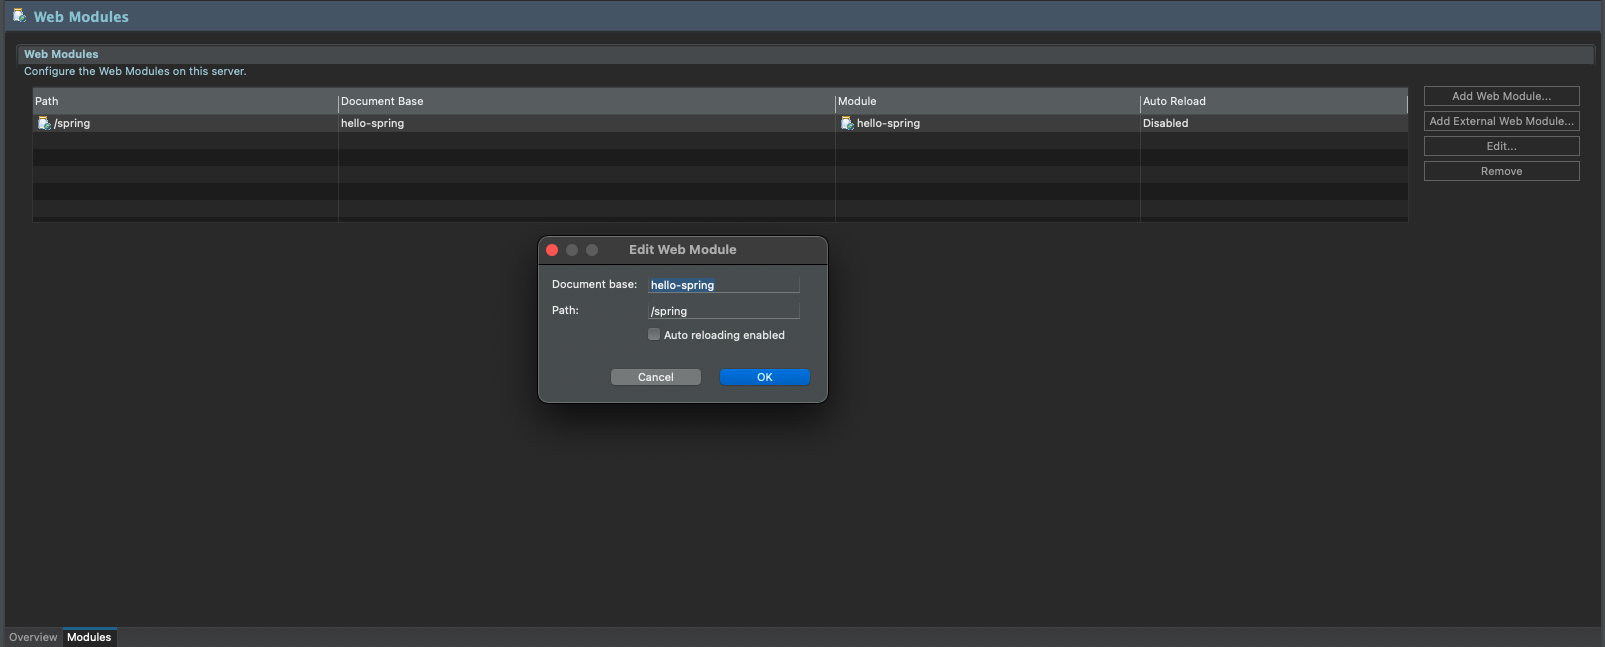 Web Modules
Web Modules
Configure the Web Modules on this server.
Path Document Base Module Auto Reload
/spring hello-spring hello-spring Disabled
Add Web Module...
Add External Web Module...
Edit...
Remove
Edit Web Module
Document base: hello-spring
Path: /spring
Auto reloading enabled
Cancel OK
Overview Modules